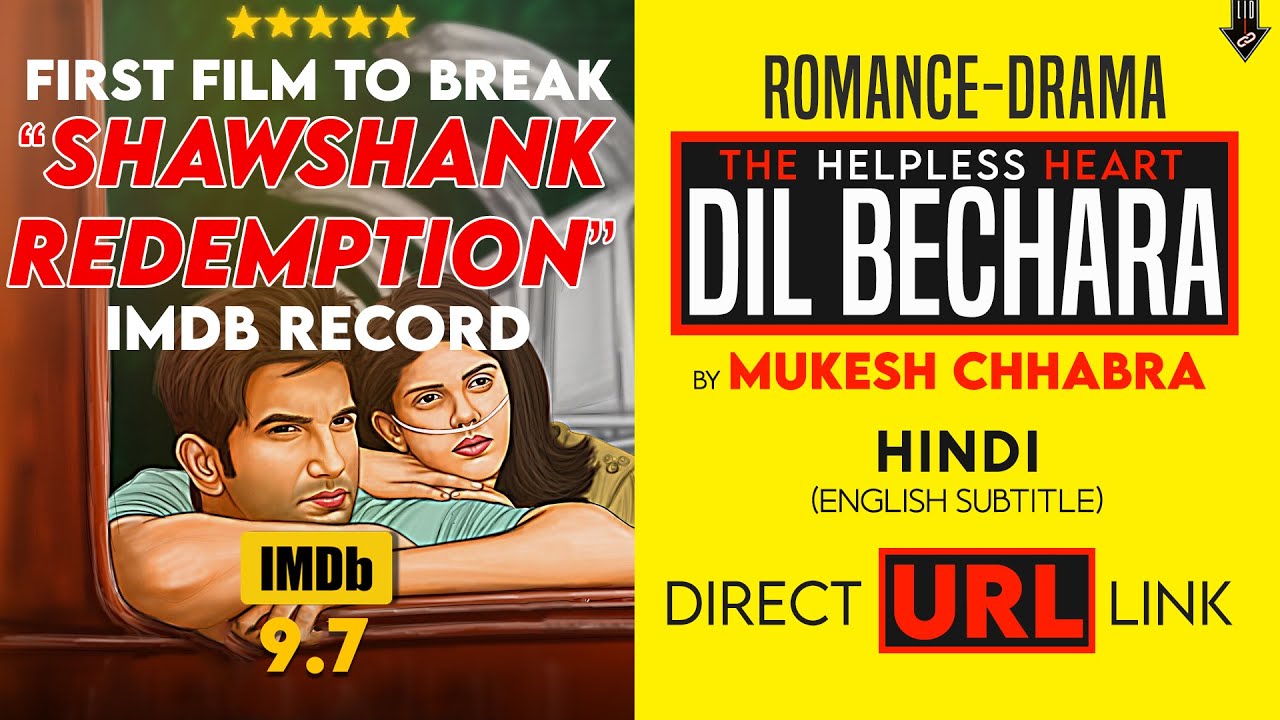 FIRST FILM TO BREAK
“SHAWSHANK
REDEMPTION”
IMDB RECORD
IMDb
9.7
LTD
ROMANCE-DRAMA
THE HELPLESS HEART
DIL BECHARA
BY MUKESH CHHABRA
HINDI
(ENGLISH SUBTITLE)
DIRECT URL LINK